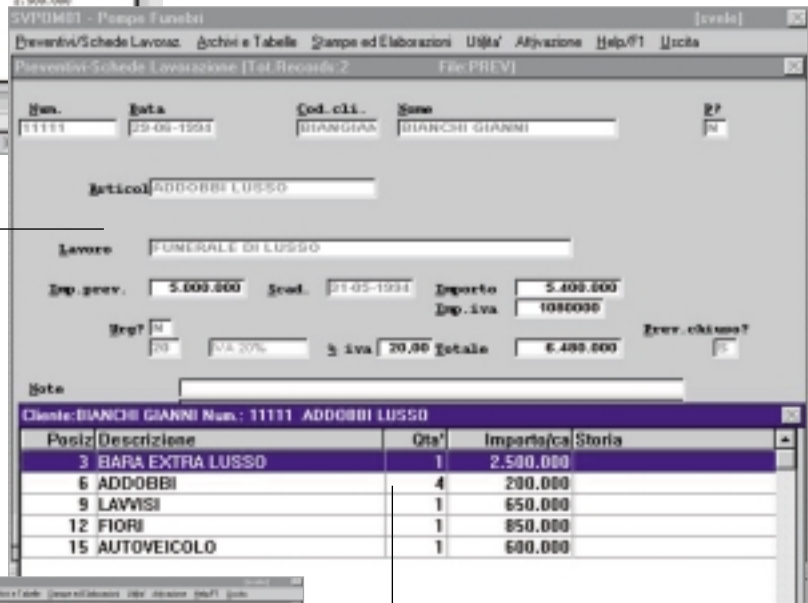 SVPOM01 - Pompe Funebri [svole]
Preventivi/Schede Lavoraz. Archivi e Tabelle Stampe ed Elaborazioni Utilita' Attivazione Help/F1 Uscita
Preventivi-Schede Lavorazione [Tot.Records:2 File:PREV]
Num. Data Cod.cli. Nome P?
11111 29-06-1994 BIANGIAN BIANCHI GIANNI N
Articol ADDOBBI LUSSO
Lavoro FUNERALE DI LUSSO
Imp.prev. 5.000.000 Scad. 31-05-1994 Importo 5.400.000
Imp.iva 1080000
Urg? N Prev.chiuso?
20 IVA 20% % iva 20,00 Totale 6.480.000 S
Note
Cliente:BIANCHI GIANNI Num.: 11111 ADDOBBI LUSSO
Posiz Descrizione Qta' Importo/ca Storia
3 BARA EXTRA LUSSO 1 2.500.000
6 ADDOBBI 4 200.000
9 LAVVISI 1 650.000
12 FIORI 1 850.000
15 AUTOVEICOLO 1 600.000